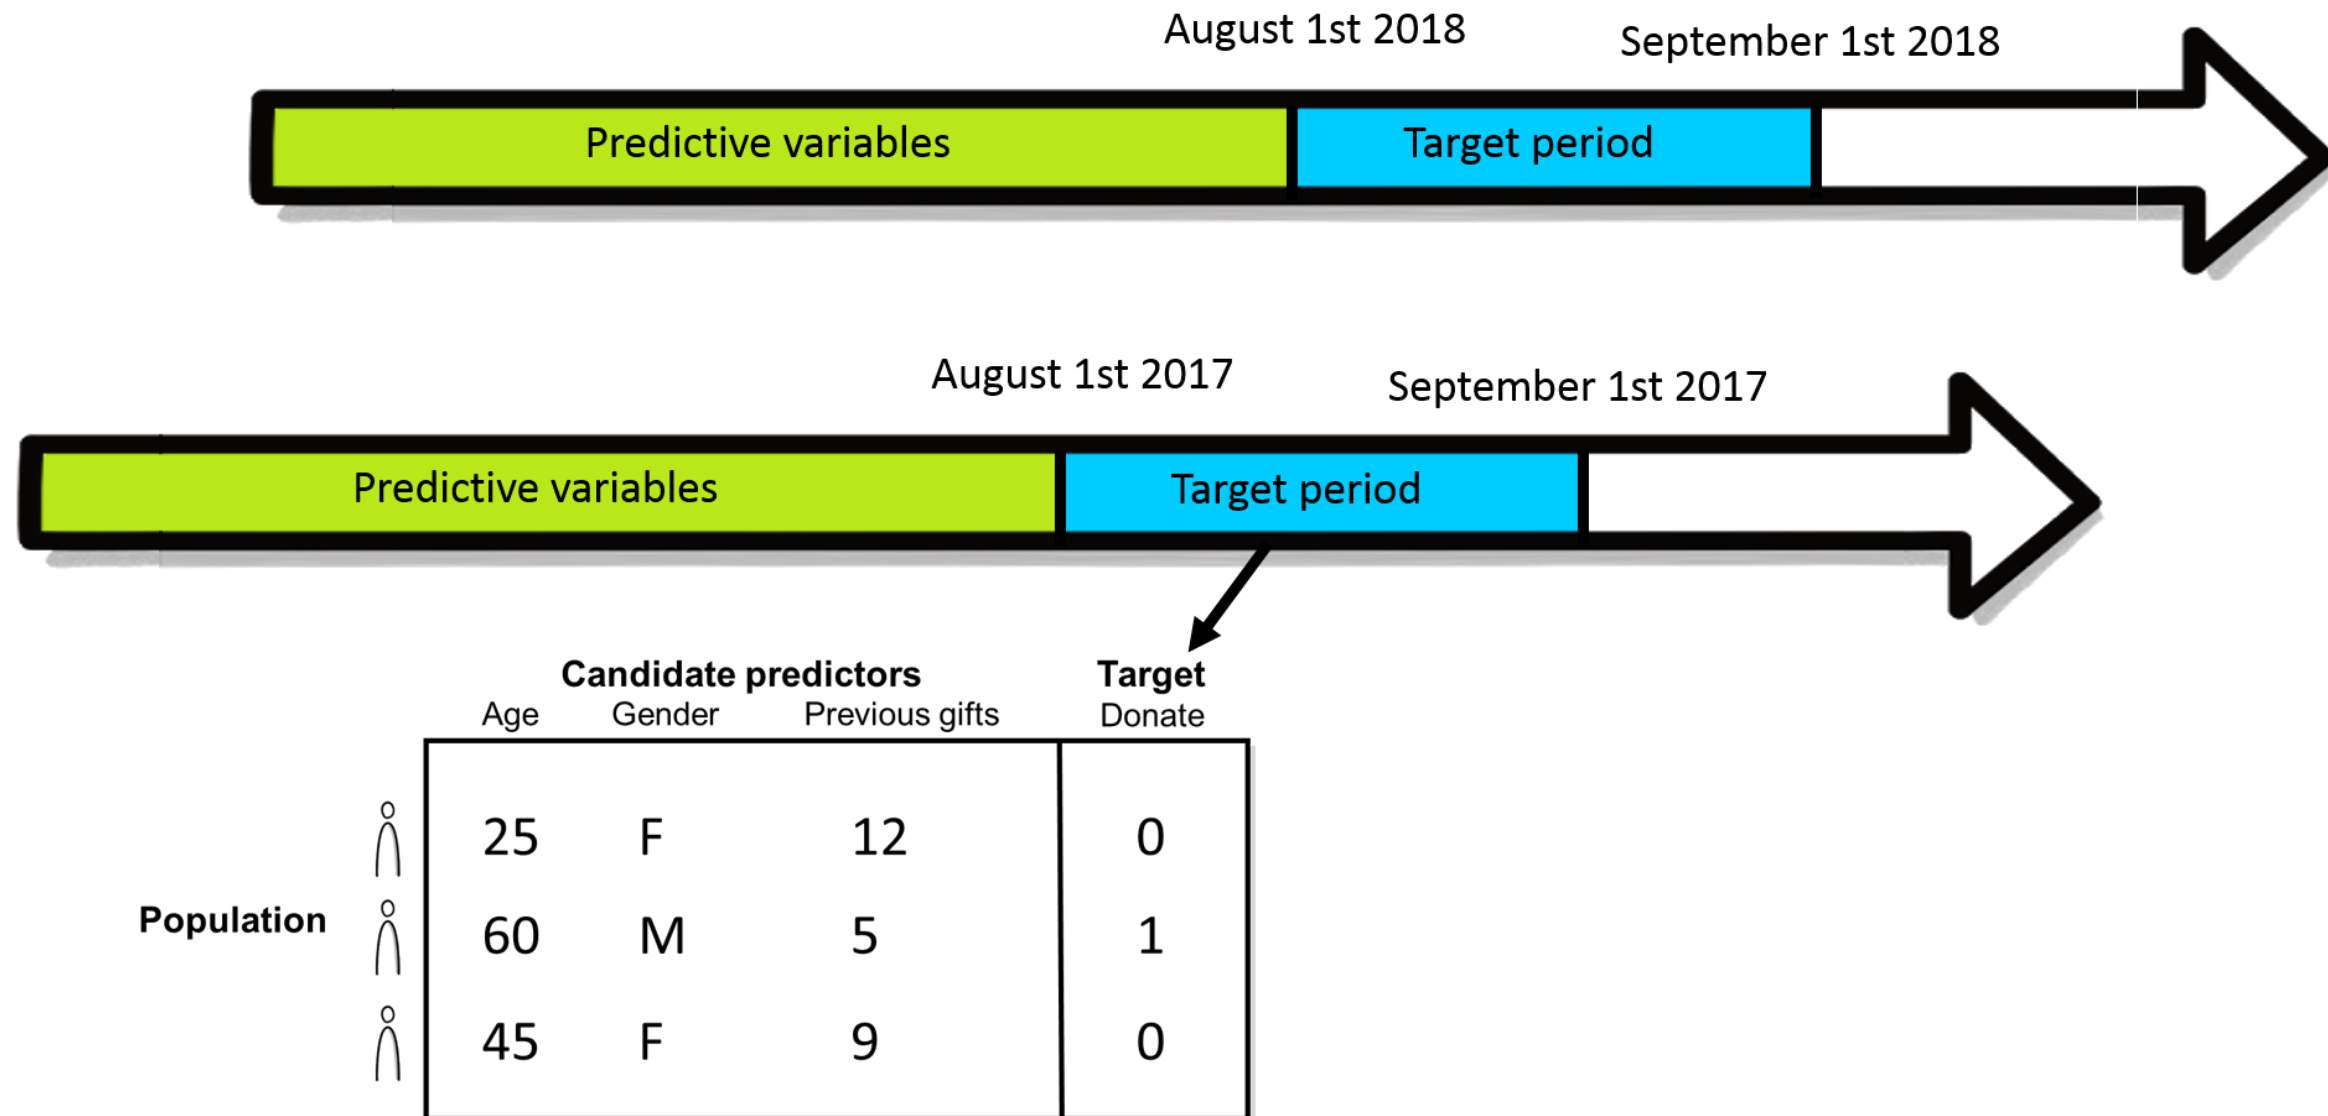 August 1st 2018
September 1st 2018
Predictive variables
Target period
August 1st 2017
September 1st 2017
Predictive variables
Target period
Candidate predictors
Target
Age
Gender
Previous gifts
Donate
25 F 12 0
Population
60 M 5 1
45 F 9 0